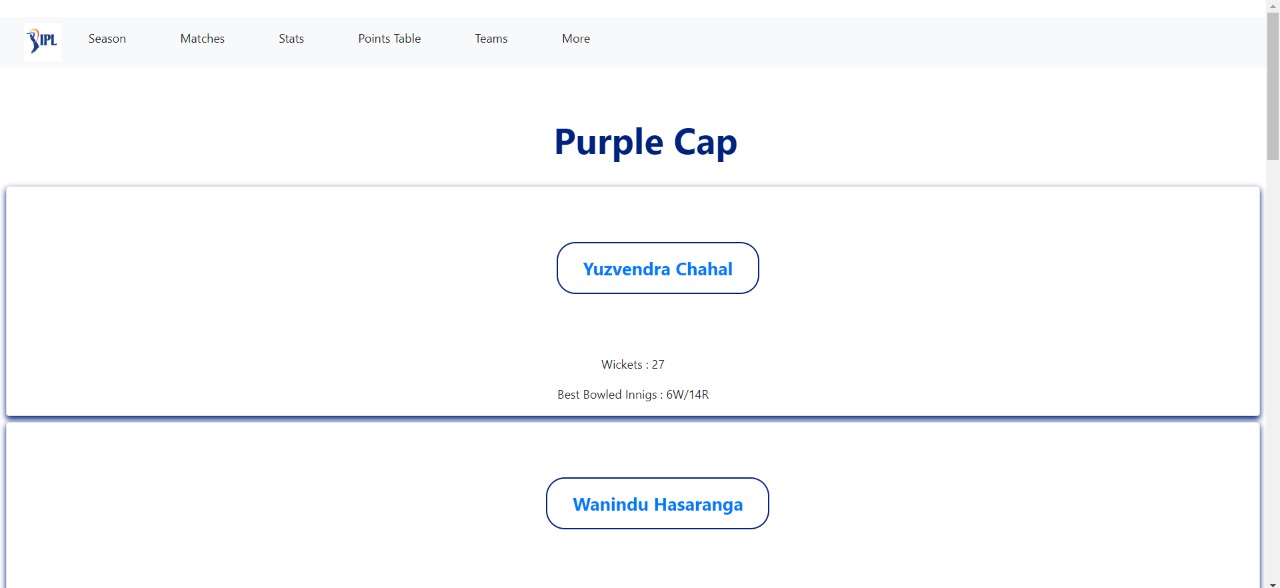 IPL
Season Matches Stats Points Table Teams More
Purple Cap
Yuzvendra Chahal
Wickets : 27
Best Bowled Innigs : 6W/14R
Wanindu Hasaranga